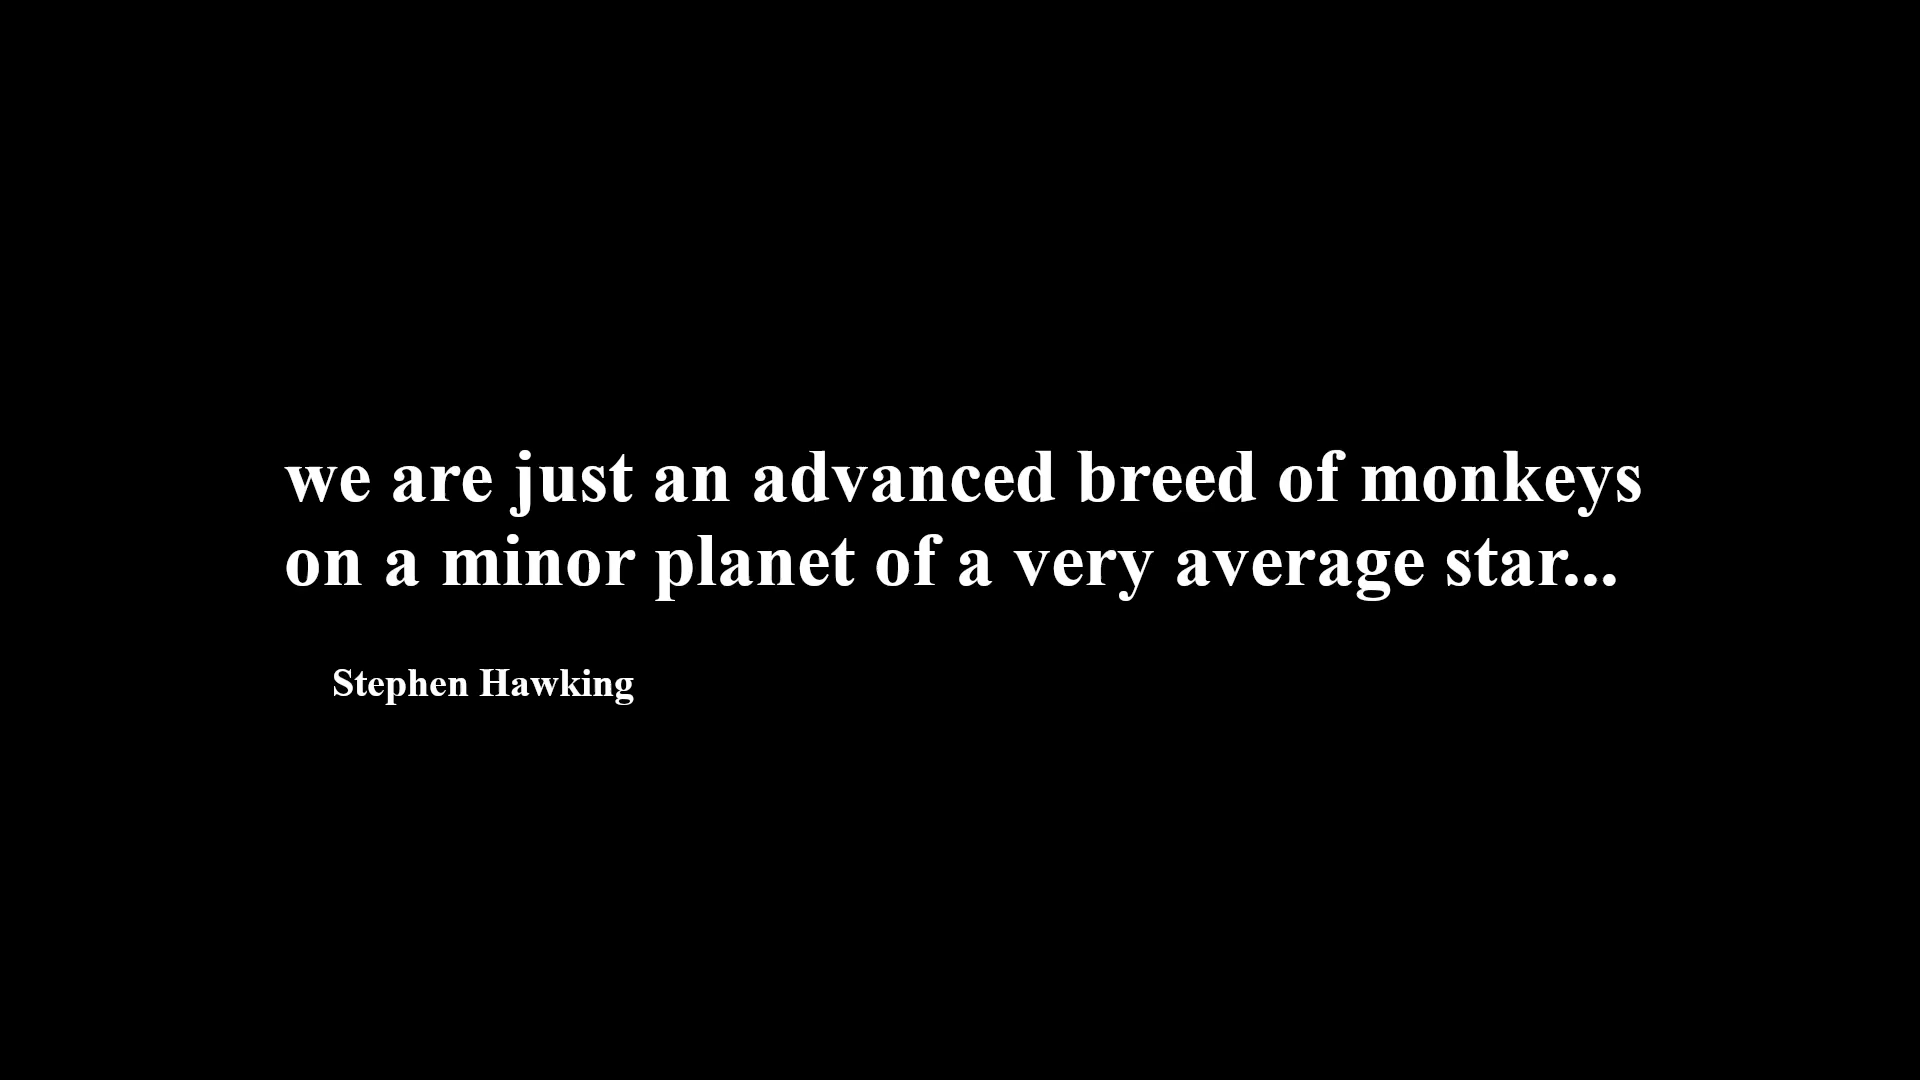 we are just an advanced breed of monkeys
on a minor planet of a very average star...
Stephen Hawking